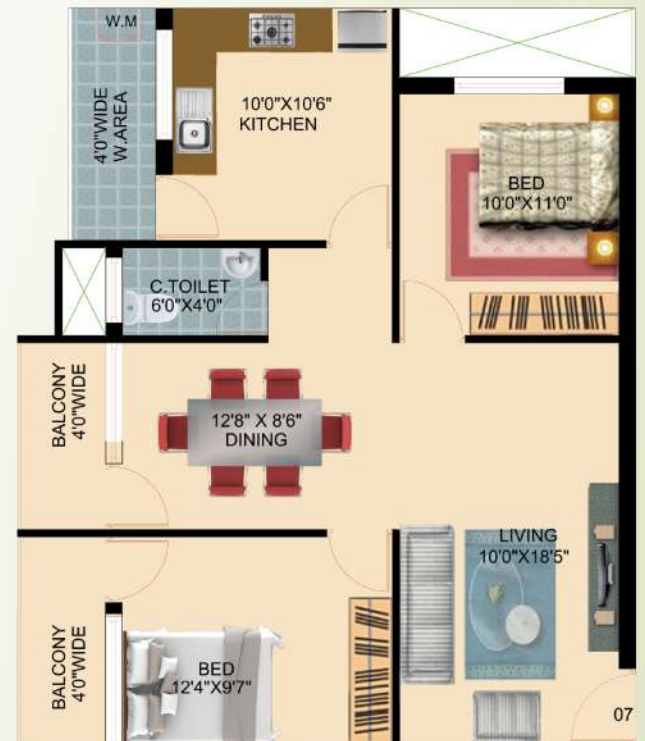 W.M
4'0"WIDE
W.AREA
10'0"X10'6"
KITCHEN
BED
10'0"X11'0"
C.TOILET
6'0"X4'0"
BALCONY
4'0"WIDE
12'8" X 8'6"
DINING
LIVING
10'0"X18'5"
BALCONY
4'0"WIDE
BED
12'4"X9'7"
07